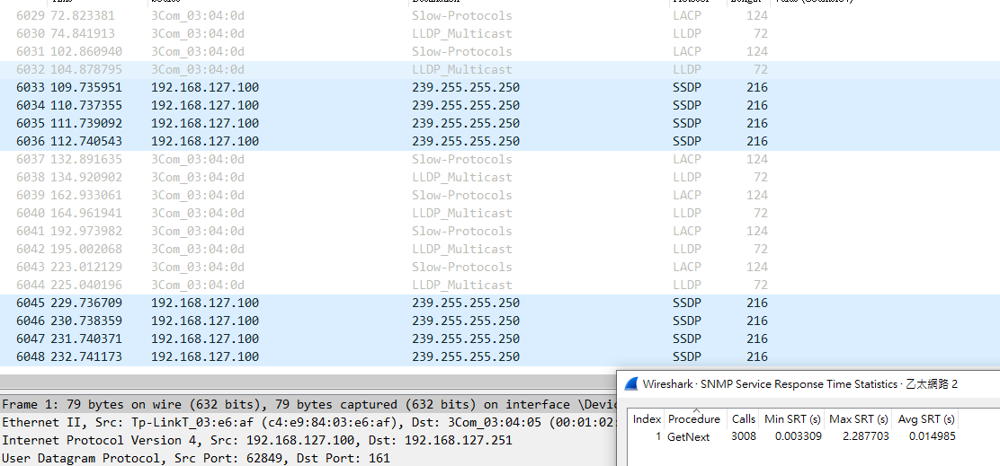 6029 72.823381 3Com_03:04:0d Slow-Protocols LACP 124
6030 74.841913 3Com_03:04:0d LLDP_Multicast LLDP 72
6031 102.860940 3Com_03:04:0d Slow-Protocols LACP 124
6032 104.878795 3Com_03:04:0d LLDP_Multicast LLDP 72
6033 109.735951 192.168.127.100 239.255.255.250 SSDP 216
6034 110.737355 192.168.127.100 239.255.255.250 SSDP 216
6035 111.739092 192.168.127.100 239.255.255.250 SSDP 216
6036 112.740543 192.168.127.100 239.255.255.250 SSDP 216
6037 132.891635 3Com_03:04:0d Slow-Protocols LACP 124
6038 134.920902 3Com_03:04:0d LLDP_Multicast LLDP 72
6039 162.933061 3Com_03:04:0d Slow-Protocols LACP 124
6040 164.961941 3Com_03:04:0d LLDP_Multicast LLDP 72
6041 192.973982 3Com_03:04:0d Slow-Protocols LACP 124
6042 195.002068 3Com_03:04:0d LLDP_Multicast LLDP 72
6043 223.012129 3Com_03:04:0d Slow-Protocols LACP 124
6044 225.040196 3Com_03:04:0d LLDP_Multicast LLDP 72
6045 229.736709 192.168.127.100 239.255.255.250 SSDP 216
6046 230.738359 192.168.127.100 239.255.255.250 SSDP 216
6047 231.740371 192.168.127.100 239.255.255.250 SSDP 216
6048 232.741173 192.168.127.100 239.255.255.250 SSDP 216
Frame 1: 79 bytes on wire (632 bits), 79 bytes captured (632 bits) on interface \Devic
Ethernet II, Src: Tp-LinkT_03:e6:af (c4:e9:84:03:e6:af), Dst: 3Com_03:04:05 (00:01:02:
Internet Protocol Version 4, Src: 192.168.127.100, Dst: 192.168.127.251
User Datagram Protocol, Src Port: 62849, Dst Port: 161
Wireshark · SNMP Service Response Time Statistics · 乙太網路 2
Index Procedure Calls Min SRT (s) Max SRT (s) Avg SRT (s)
1 GetNext 3008 0.003309 2.287703 0.014985